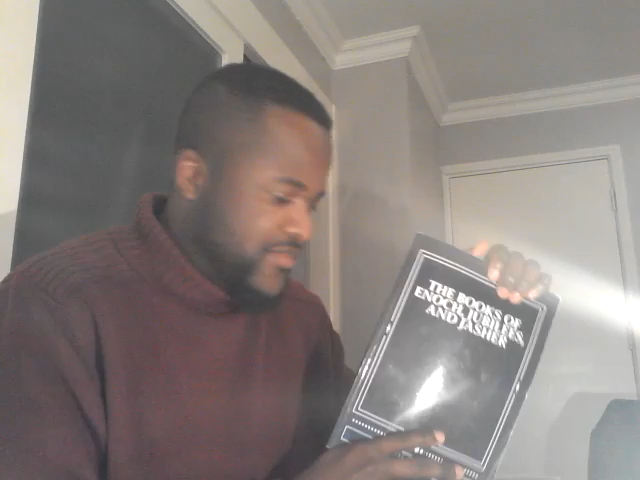 THE BOOKS OF
ENOCH, JUBILEES,
AND JASHER